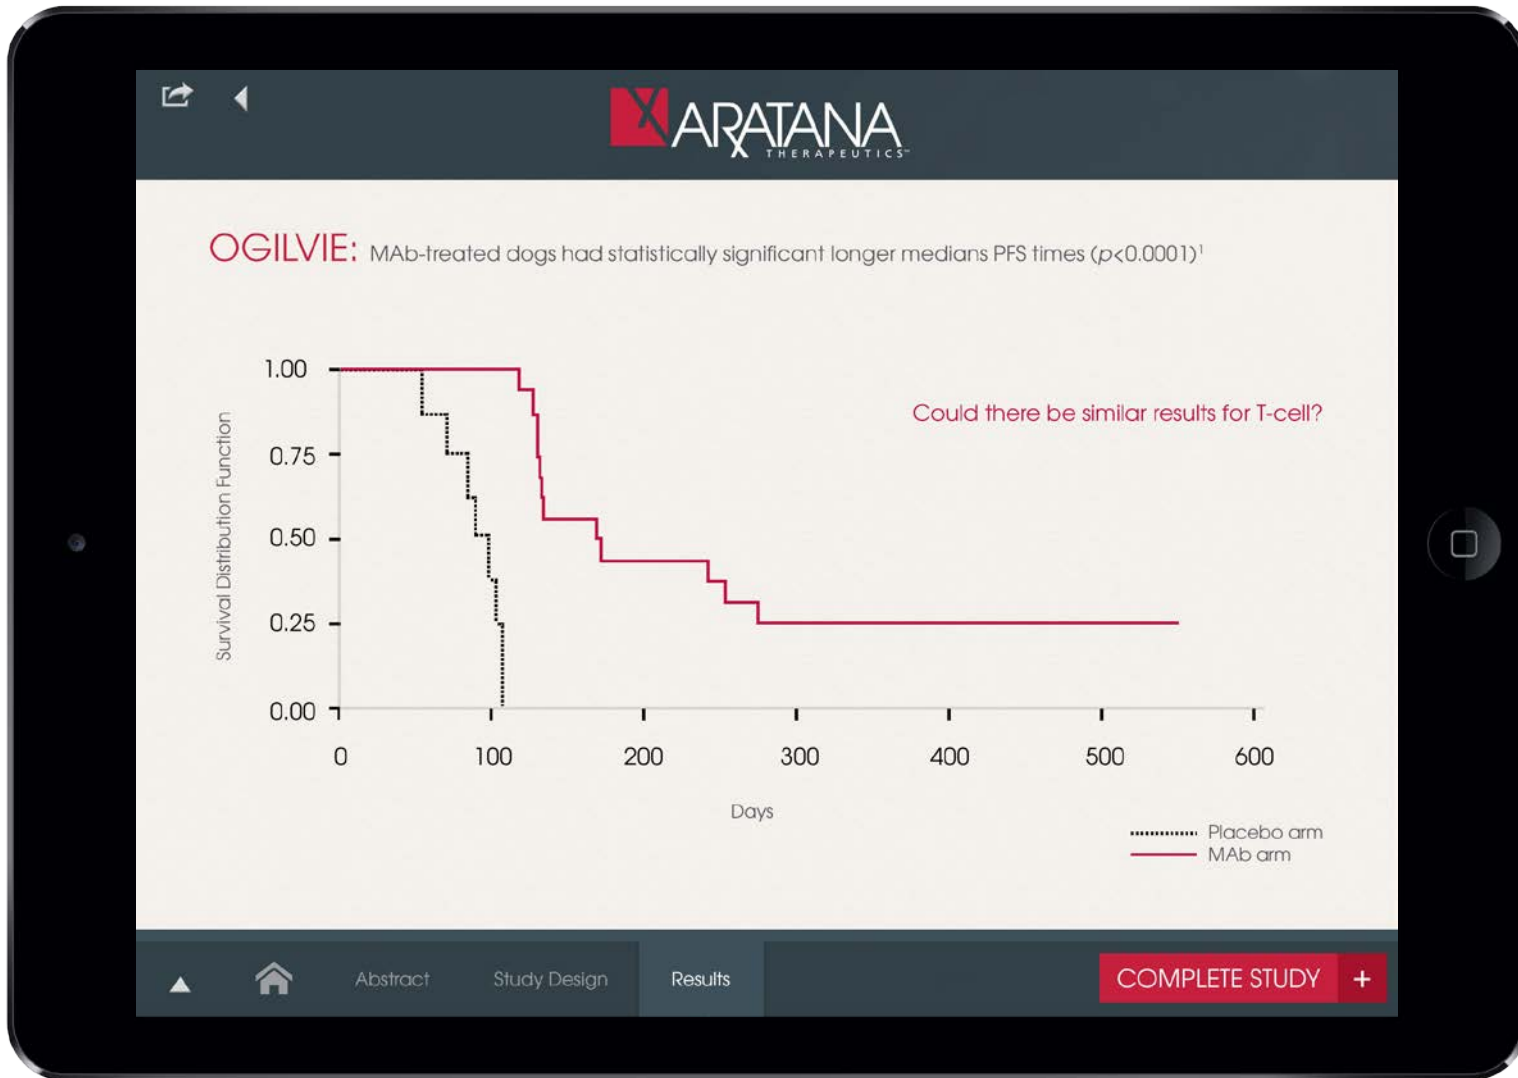 ARATANA
THERAPEUTICS™
OGILVIE: MAb-treated dogs had statistically significant longer medians PFS times (p<0.0001)¹
1.00
0.75
0.50
0.25
0.00
Survival Distribution Function
Could there be similar results for T-cell?
0 100 200 300 400 500 600
Days
Placebo arm
MAb arm
Abstract Study Design Results COMPLETE STUDY +